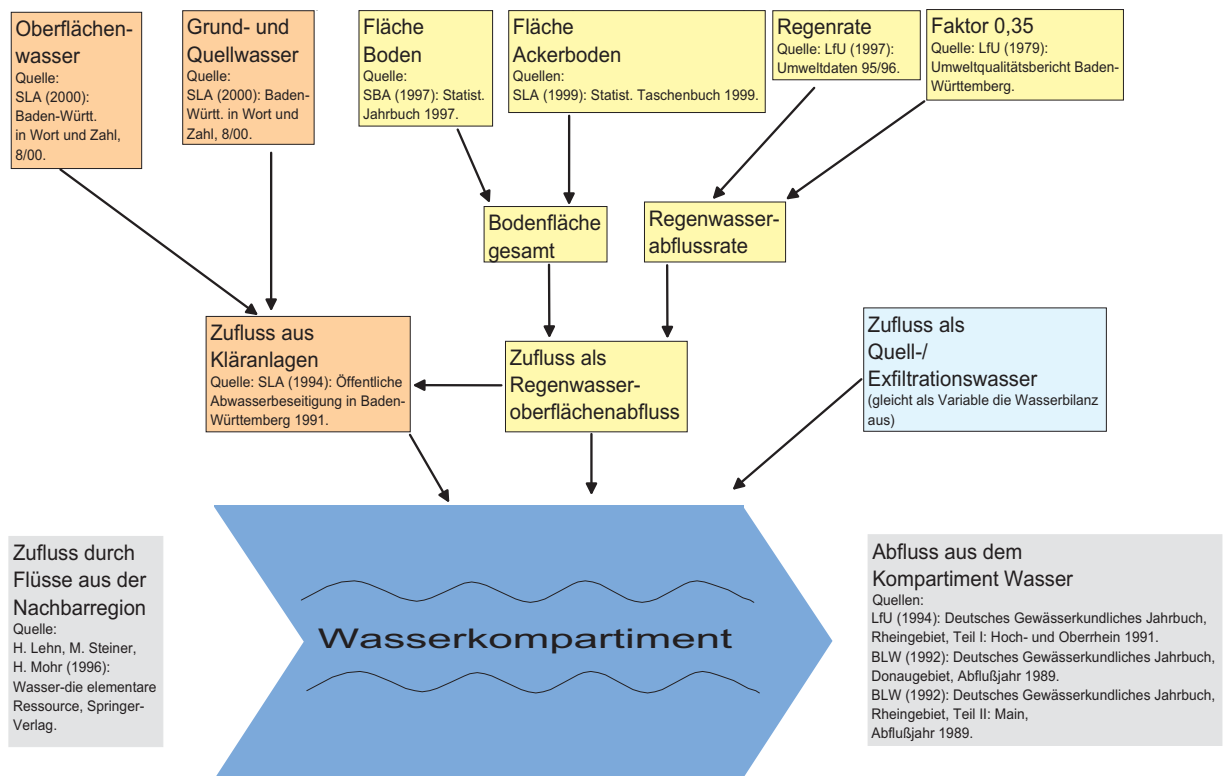 Oberflächen-
wasser
Quelle:
SLA (2000):
Baden-Württ.
in Wort und Zahl,
8/00.
Grund- und
Quellwasser
Quelle:
SLA (2000): Baden-
Württ. in Wort und
Zahl, 8/00.
Fläche
Boden
Quelle:
SBA (1997): Statist.
Jahrbuch 1997.
Fläche
Ackerboden
Quellen:
SLA (1999): Statist. Taschenbuch 1999.
Regenrate
Quelle: LfU (1997):
Umweltdaten 95/96.
Faktor 0,35
Quelle: LfU (1979):
Umweltqualitätsbericht Baden-
Württemberg.
Bodenfläche
gesamt
Regenwasser-
abflussrate
Zufluss aus
Kläranlagen
Quelle: SLA (1994): Öffentliche
Abwasserbeseitigung in Baden-
Württemberg 1991.
Zufluss als
Regenwasser-
oberflächenabfluss
Zufluss als
Quell-/
Exfiltrationswasser
(gleicht als Variable die Wasserbilanz
aus)
Zufluss durch
Flüsse aus der
Nachbarregion
Quelle:
H. Lehn, M. Steiner,
H. Mohr (1996):
Wasser-die elementare
Ressource, Springer-
Verlag.
Wasserkompartiment
Abfluss aus dem
Kompartiment Wasser
Quellen:
LfU (1994): Deutsches Gewässerkundliches Jahrbuch,
Rheingebiet, Teil I: Hoch- und Oberrhein 1991.
BLW (1992): Deutsches Gewässerkundliches Jahrbuch,
Donaugebiet, Abflußjahr 1989.
BLW (1992): Deutsches Gewässerkundliches Jahrbuch,
Rheingebiet, Teil II: Main,
Abflußjahr 1989.